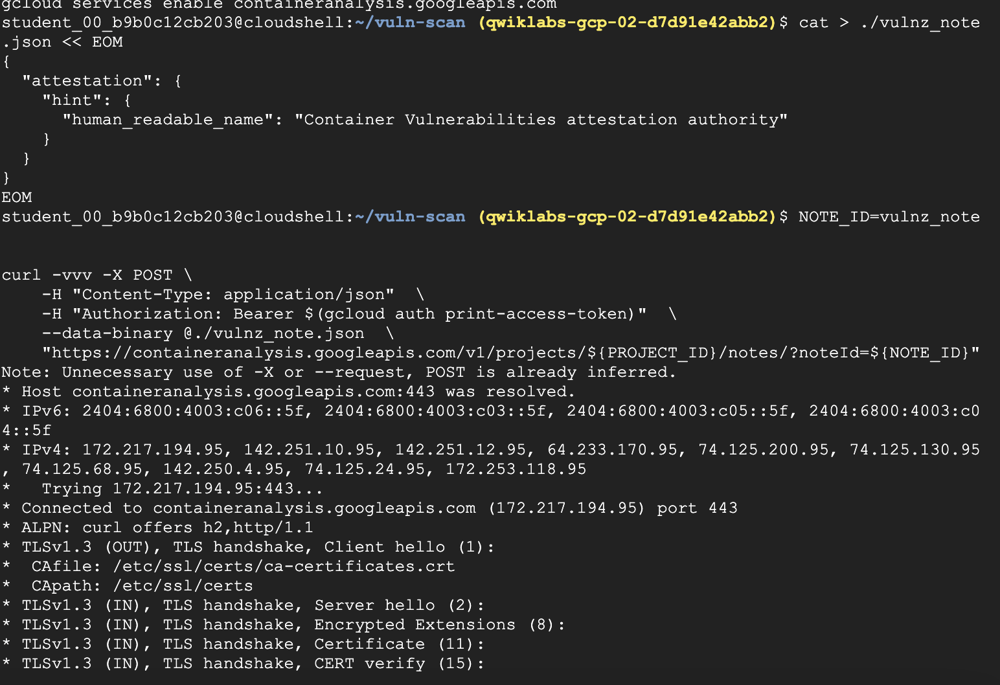 gcloud services enable containeranalysis.googleapis.com
student_00_b9b0c12cb203@cloudshell:~/vuln-scan (qwiklabs-gcp-02-d7d91e42abb2)$ cat > ./vulnz_note
.json << EOM
{
  "attestation": {
    "hint": {
      "human_readable_name": "Container Vulnerabilities attestation authority"
    }
  }
}
EOM
student_00_b9b0c12cb203@cloudshell:~/vuln-scan (qwiklabs-gcp-02-d7d91e42abb2)$ NOTE_ID=vulnz_note
curl -vvv -X POST \
    -H "Content-Type: application/json"  \
    -H "Authorization: Bearer $(gcloud auth print-access-token)"  \
    --data-binary @./vulnz_note.json  \
    "https://containeranalysis.googleapis.com/v1/projects/${PROJECT_ID}/notes/?noteId=${NOTE_ID}"
Note: Unnecessary use of -X or --request, POST is already inferred.
* Host containeranalysis.googleapis.com:443 was resolved.
* IPv6: 2404:6800:4003:c06::5f, 2404:6800:4003:c03::5f, 2404:6800:4003:c05::5f, 2404:6800:4003:c0
4::5f
* IPv4: 172.217.194.95, 142.251.10.95, 142.251.12.95, 64.233.170.95, 74.125.200.95, 74.125.130.95
, 74.125.68.95, 142.250.4.95, 74.125.24.95, 172.253.118.95
*   Trying 172.217.194.95:443...
* Connected to containeranalysis.googleapis.com (172.217.194.95) port 443
* ALPN: curl offers h2,http/1.1
* TLSv1.3 (OUT), TLS handshake, Client hello (1):
*  CAfile: /etc/ssl/certs/ca-certificates.crt
*  CApath: /etc/ssl/certs
* TLSv1.3 (IN), TLS handshake, Server hello (2):
* TLSv1.3 (IN), TLS handshake, Encrypted Extensions (8):
* TLSv1.3 (IN), TLS handshake, Certificate (11):
* TLSv1.3 (IN), TLS handshake, CERT verify (15):